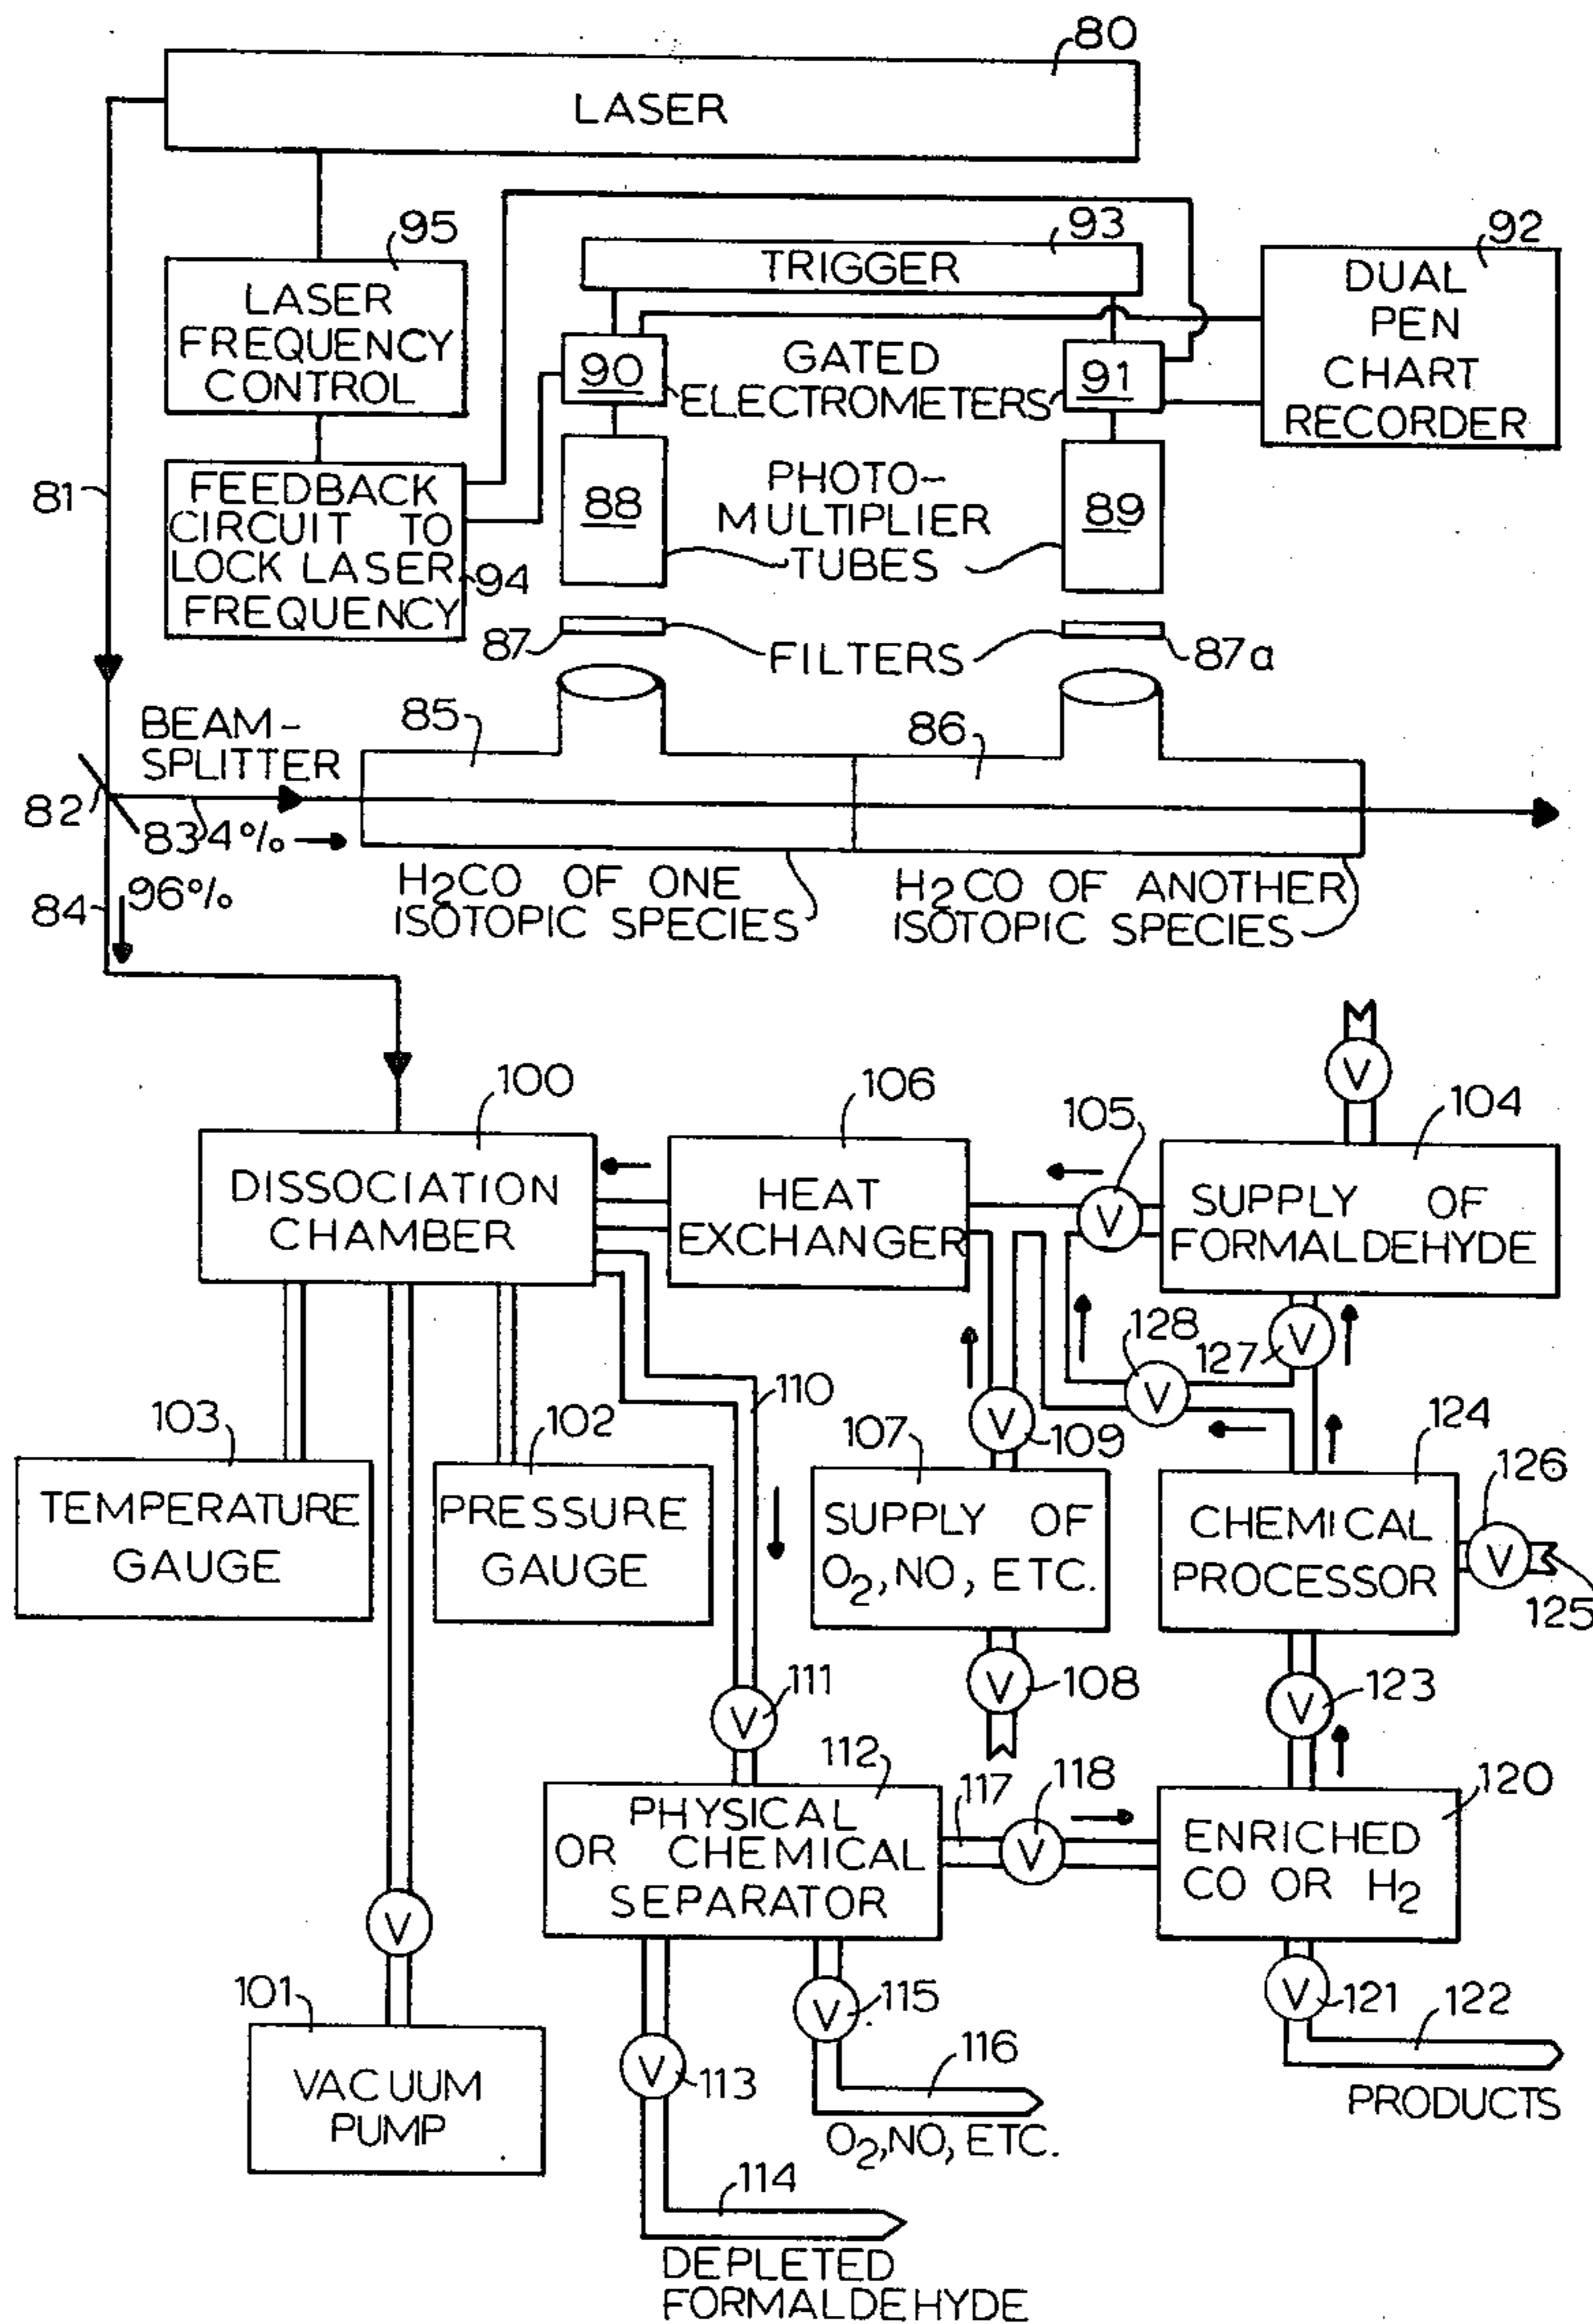 80
LASER
95
93
92
LASER
FREQUENCY
CONTROL
TRIGGER
DUAL
PEN
CHART
RECORDER
90
GATED
ELECTROMETERS
91
81
FEEDBACK
CIRCUIT TO
LOCK LASER
FREQUENCY
94
88
PHOTO-
MULTIPLIER
TUBES
89
87
FILTERS
87a
BEAM-
SPLITTER
85
86
82
83
4%
84
96%
H2CO OF ONE
ISOTOPIC SPECIES
H2CO OF ANOTHER
ISOTOPIC SPECIES
V
100
106
105
104
DISSOCIATION
CHAMBER
HEAT
EXCHANGER
V
SUPPLY OF
FORMALDEHYDE
128
127
V
V
110
103
102
107
V
109
124
126
TEMPERATURE
GAUGE
PRESSURE
GAUGE
SUPPLY OF
O2,NO, ETC.
CHEMICAL
PROCESSOR
V
125
V
111
V
108
V
123
112
117
118
120
PHYSICAL
OR CHEMICAL
SEPARATOR
V
ENRICHED
CO OR H2
V
101
V
115
V
121
122
VACUUM
PUMP
V
113
116
PRODUCTS
O2,NO, ETC.
114
DEPLETED
FORMALDEHYDE